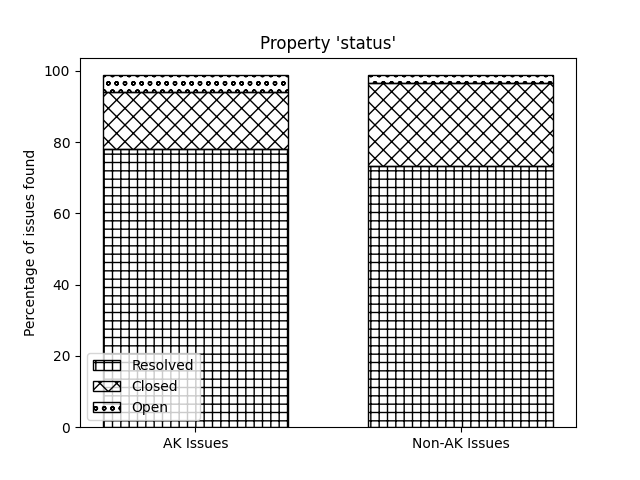 Property 'status'
Percentage of issues found
100
80
60
40
20
0
Resolved
Closed
Open
AK Issues
Non-AK Issues